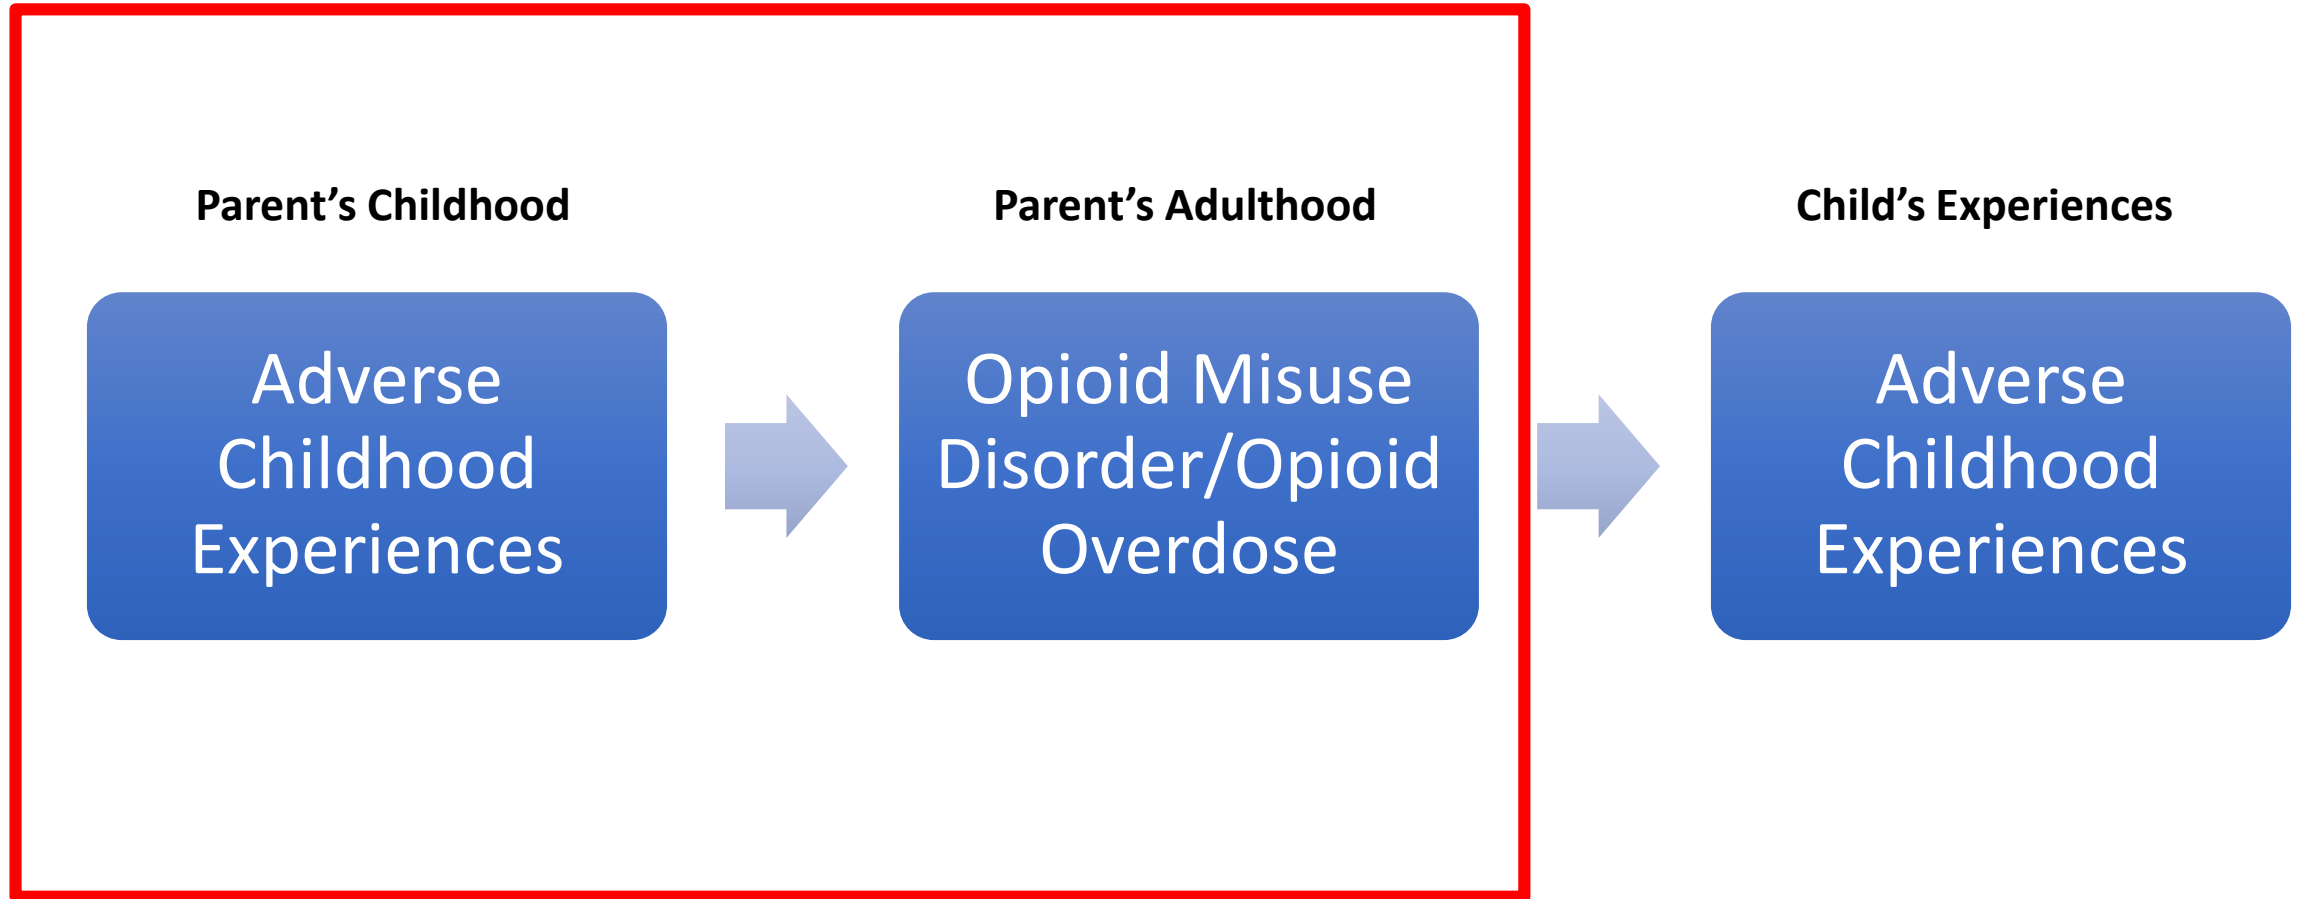 Parent’s Childhood
Parent’s Adulthood
Child’s Experiences
Adverse
Childhood
Experiences
Opioid Misuse
Disorder/Opioid
Overdose
Adverse
Childhood
Experiences